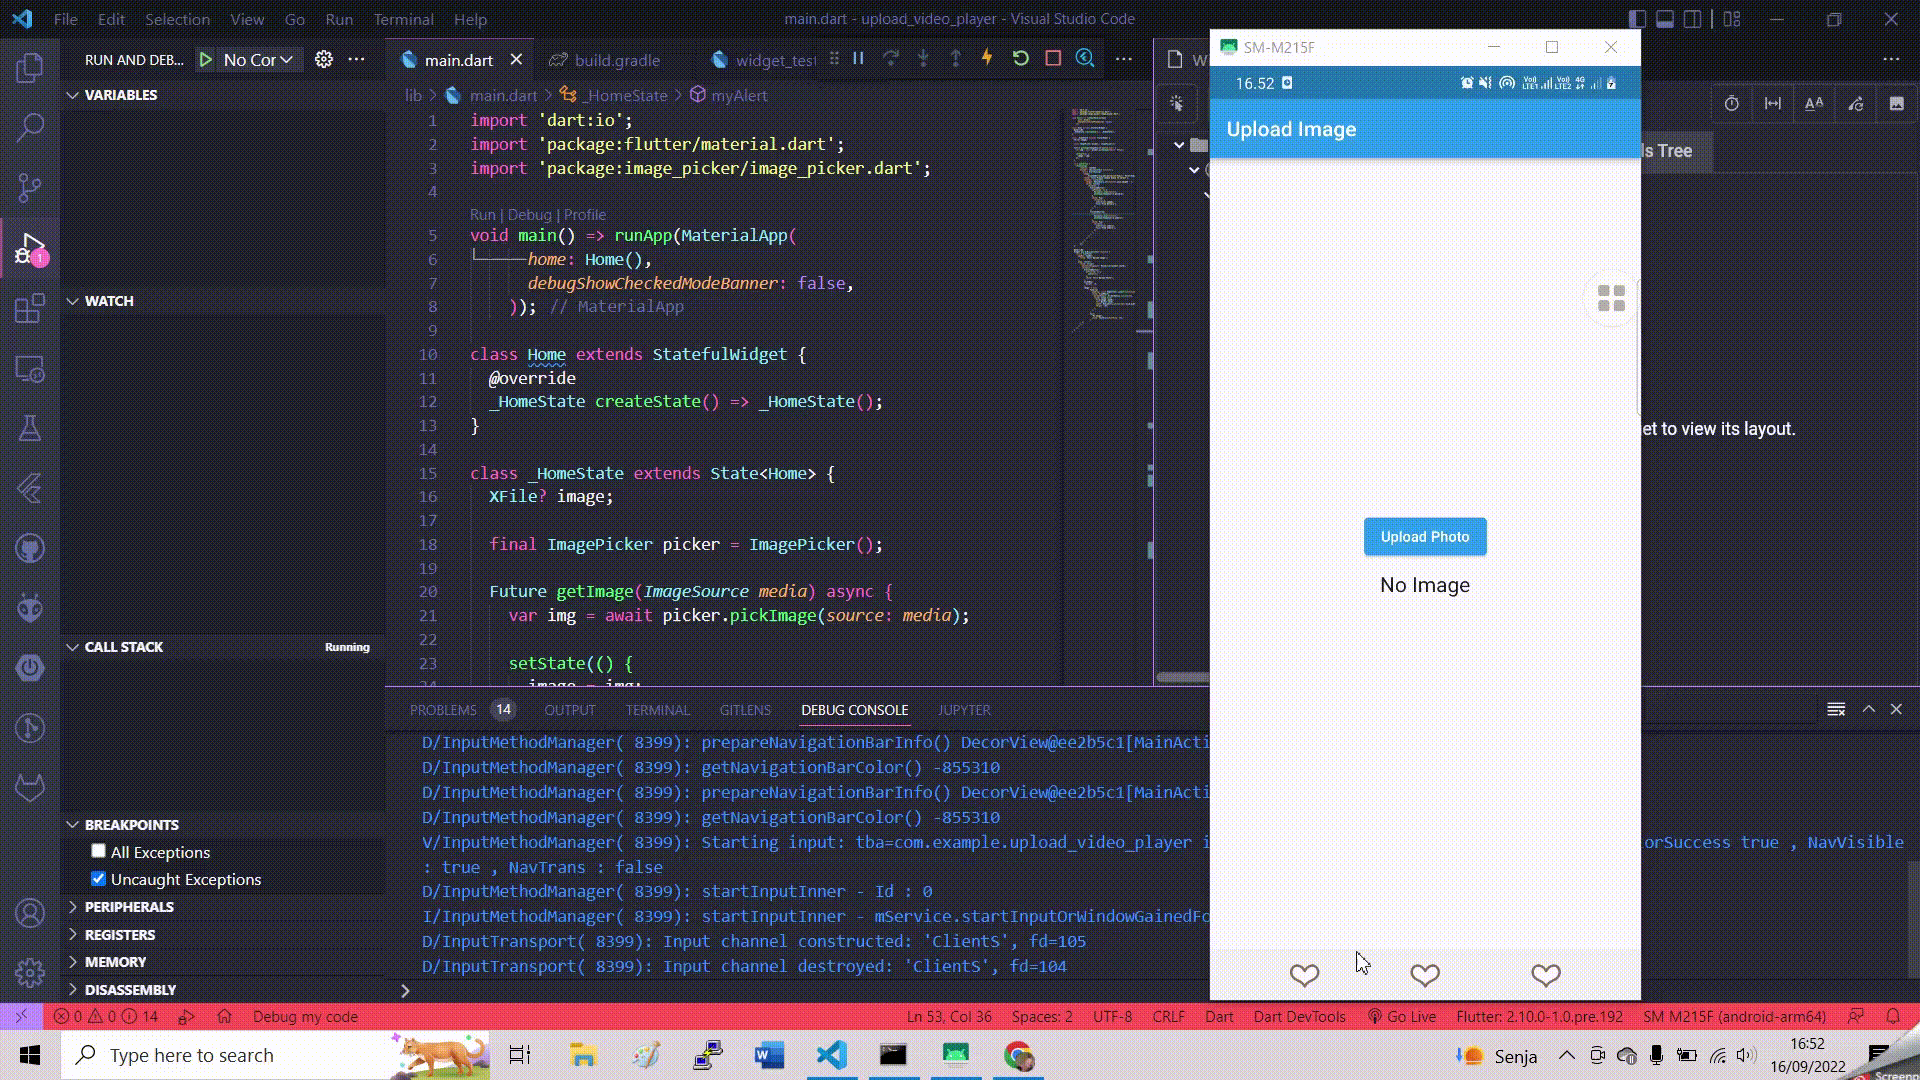 File Edit Selection View Go Run Terminal Help
main.dart - upload_video_player - Visual Studio Code
RUN AND DEB... No Cor
main.dart
build.gradle
widget_test
lib > main.dart > _HomeState > myAlert
VARIABLES
WATCH
CALL STACK Running
BREAKPOINTS
All Exceptions
Uncaught Exceptions
PERIPHERALS
REGISTERS
MEMORY
DISASSEMBLY
1 import 'dart:io';
2 import 'package:flutter/material.dart';
3 import 'package:image_picker/image_picker.dart';
4
Run | Debug | Profile
5 void main() => runApp(MaterialApp(
6 home: Home(),
7 debugShowCheckedModeBanner: false,
8 )); // MaterialApp
9
10 class Home extends StatefulWidget {
11 @override
12 _HomeState createState() => _HomeState();
13 }
14
15 class _HomeState extends State<Home> {
16 XFile? image;
17
18 final ImagePicker picker = ImagePicker();
19
20 Future getImage(ImageSource media) async {
21 var img = await picker.pickImage(source: media);
22
23 setState(() {
24 image = img;
PROBLEMS 14 OUTPUT TERMINAL GITLENS DEBUG CONSOLE JUPYTER
D/InputMethodManager( 8399): prepareNavigationBarInfo() DecorView@ee2b5c1[MainActi
D/InputMethodManager( 8399): getNavigationBarColor() -855310
D/InputMethodManager( 8399): prepareNavigationBarInfo() DecorView@ee2b5c1[MainActi
D/InputMethodManager( 8399): getNavigationBarColor() -855310
V/InputMethodManager( 8399): Starting input: tba=com.example.upload_video_player i
orSuccess true , NavVisible
: true , NavTrans : false
D/InputMethodManager( 8399): startInputInner - Id : 0
I/InputMethodManager( 8399): startInputInner - mService.startInputOrWindowGainedFo
D/InputTransport( 8399): Input channel constructed: 'ClientS', fd=105
D/InputTransport( 8399): Input channel destroyed: 'ClientS', fd=104
SM-M215F
16.52
Upload Image
Upload Photo
No Image
ls Tree
et to view its layout.
0 0 14 Debug my code
Ln 53, Col 36 Spaces: 2 UTF-8 CRLF Dart Dart DevTools Go Live Flutter: 2.10.0-1.0.pre.192 SM M215F (android-arm64)
Type here to search
Senja
16:52
16/09/2022